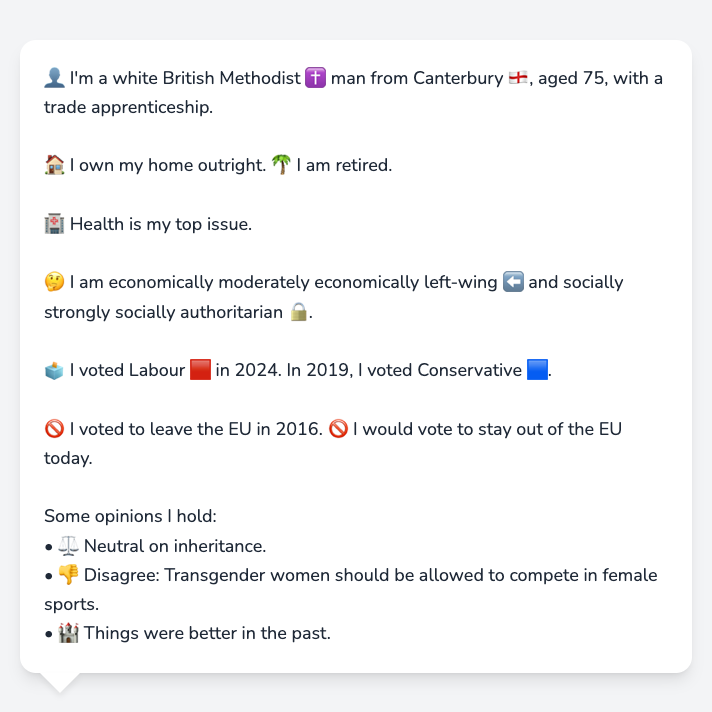 👤 I'm a white British Methodist ✝️ man from Canterbury 🏴󠁧󠁢󠁥󠁮󠁧󠁿, aged 75, with a
trade apprenticeship.
🏠 I own my home outright. 🌴 I am retired.
🏥 Health is my top issue.
🤔 I am economically moderately economically left-wing ⬅️ and socially
strongly socially authoritarian 🔒.
🗳️ I voted Labour 🟥 in 2024. In 2019, I voted Conservative 🟦.
🚫 I voted to leave the EU in 2016. 🚫 I would vote to stay out of the EU
today.
Some opinions I hold:
• ⚖️ Neutral on inheritance.
• 👎 Disagree: Transgender women should be allowed to compete in female
sports.
• 🏰 Things were better in the past.